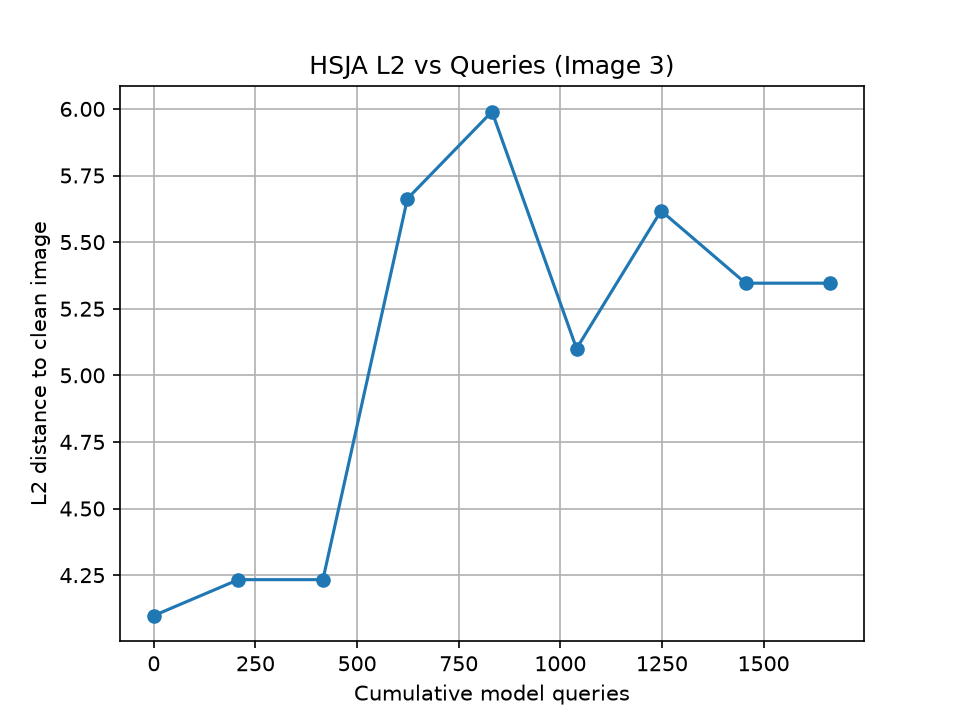 HSJA L2 vs Queries (Image 3)
L2 distance to clean image
6.00
5.75
5.50
5.25
5.00
4.75
4.50
4.25
0 250 500 750 1000 1250 1500
Cumulative model queries